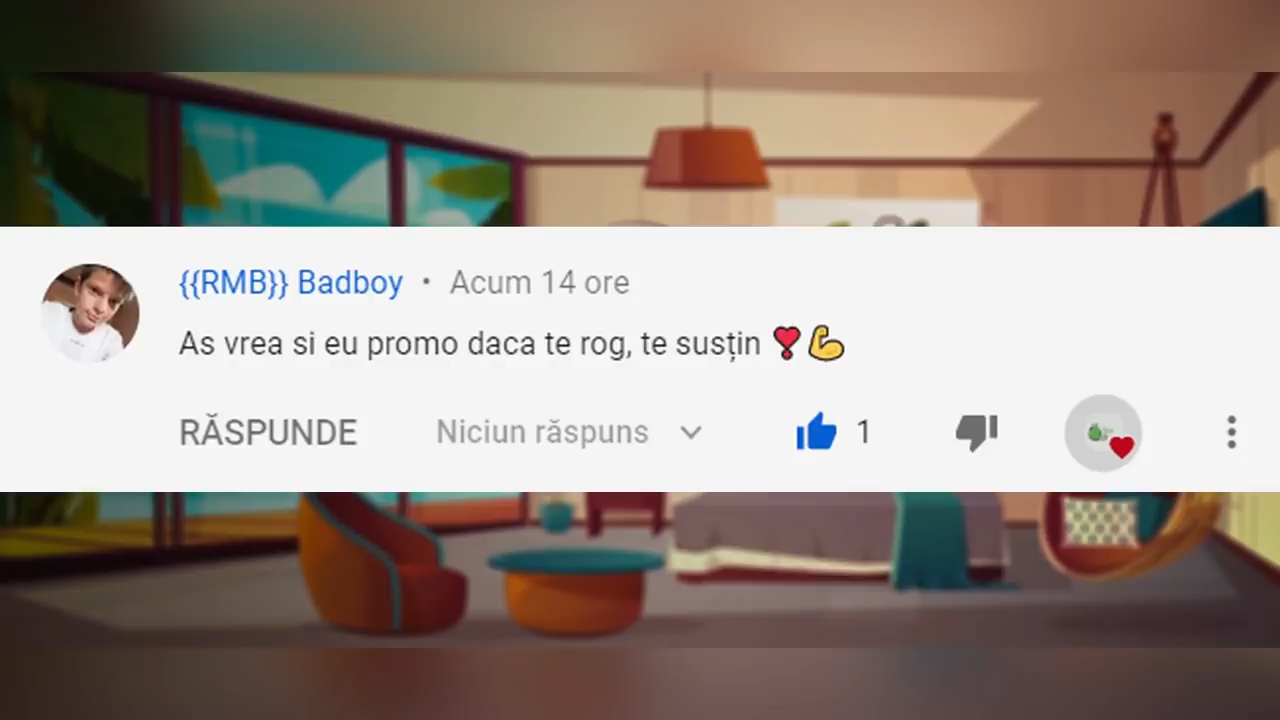 {{RMB}} Badboy • Acum 14 ore
As vrea si eu promo daca te rog, te susțin ❣️💪
RĂSPUNDE Niciun răspuns 1